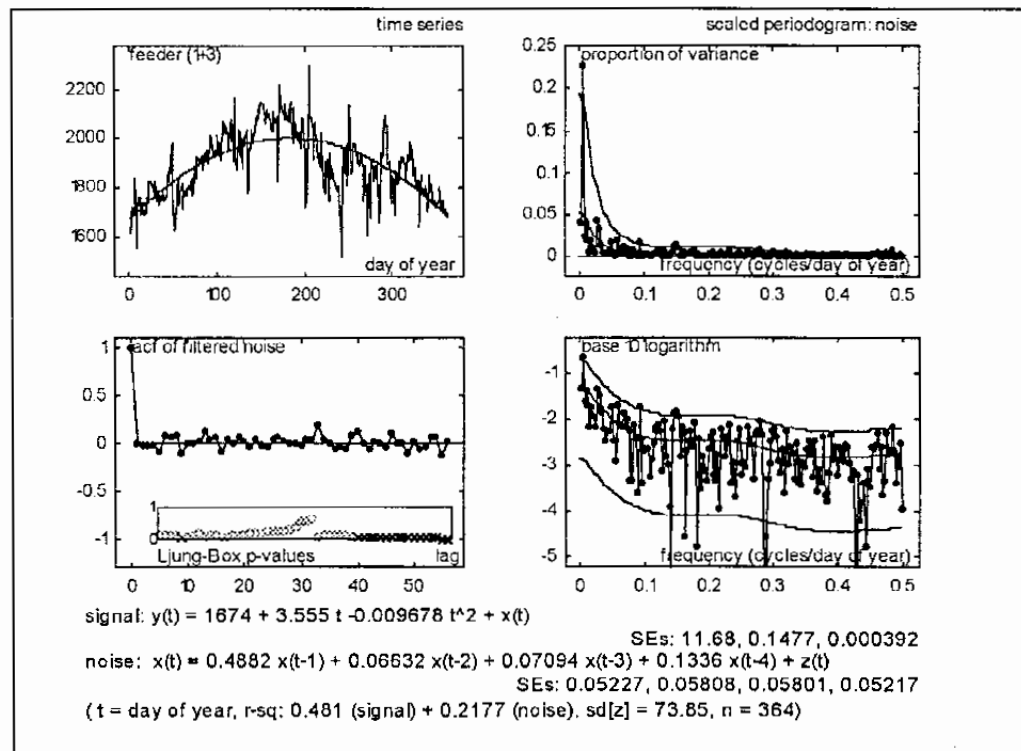 time series
scaled periodogram: noise
feeder (1+3)
2200
2000
1800
1600
day of year
0 100 200 300
0.25
proportion of variance
0.2
0.15
0.1
0.05
0
frequency (cycles/day of year)
0 0.1 0.2 0.3 0.4 0.5
1
acf of filtered noise
0.5
0
-0.5
-1
1
0
Ljung-Box p-values
lag
0 10 20 30 40 50
base 10 logarithm
-1
-2
-3
-4
-5
frequency (cycles/day of year)
0 0.1 0.2 0.3 0.4 0.5
signal: y(t) = 1674 + 3.555 t -0.009678 t^2 + x(t)
SEs: 11.68, 0.1477, 0.000392
noise: x(t) = 0.4882 x(t-1) + 0.06632 x(t-2) + 0.07094 x(t-3) + 0.1336 x(t-4) + z(t)
SEs: 0.05227, 0.05808, 0.05801, 0.05217
( t = day of year, r-sq: 0.481 (signal) + 0.2177 (noise), sd[z] = 73.85, n = 364)